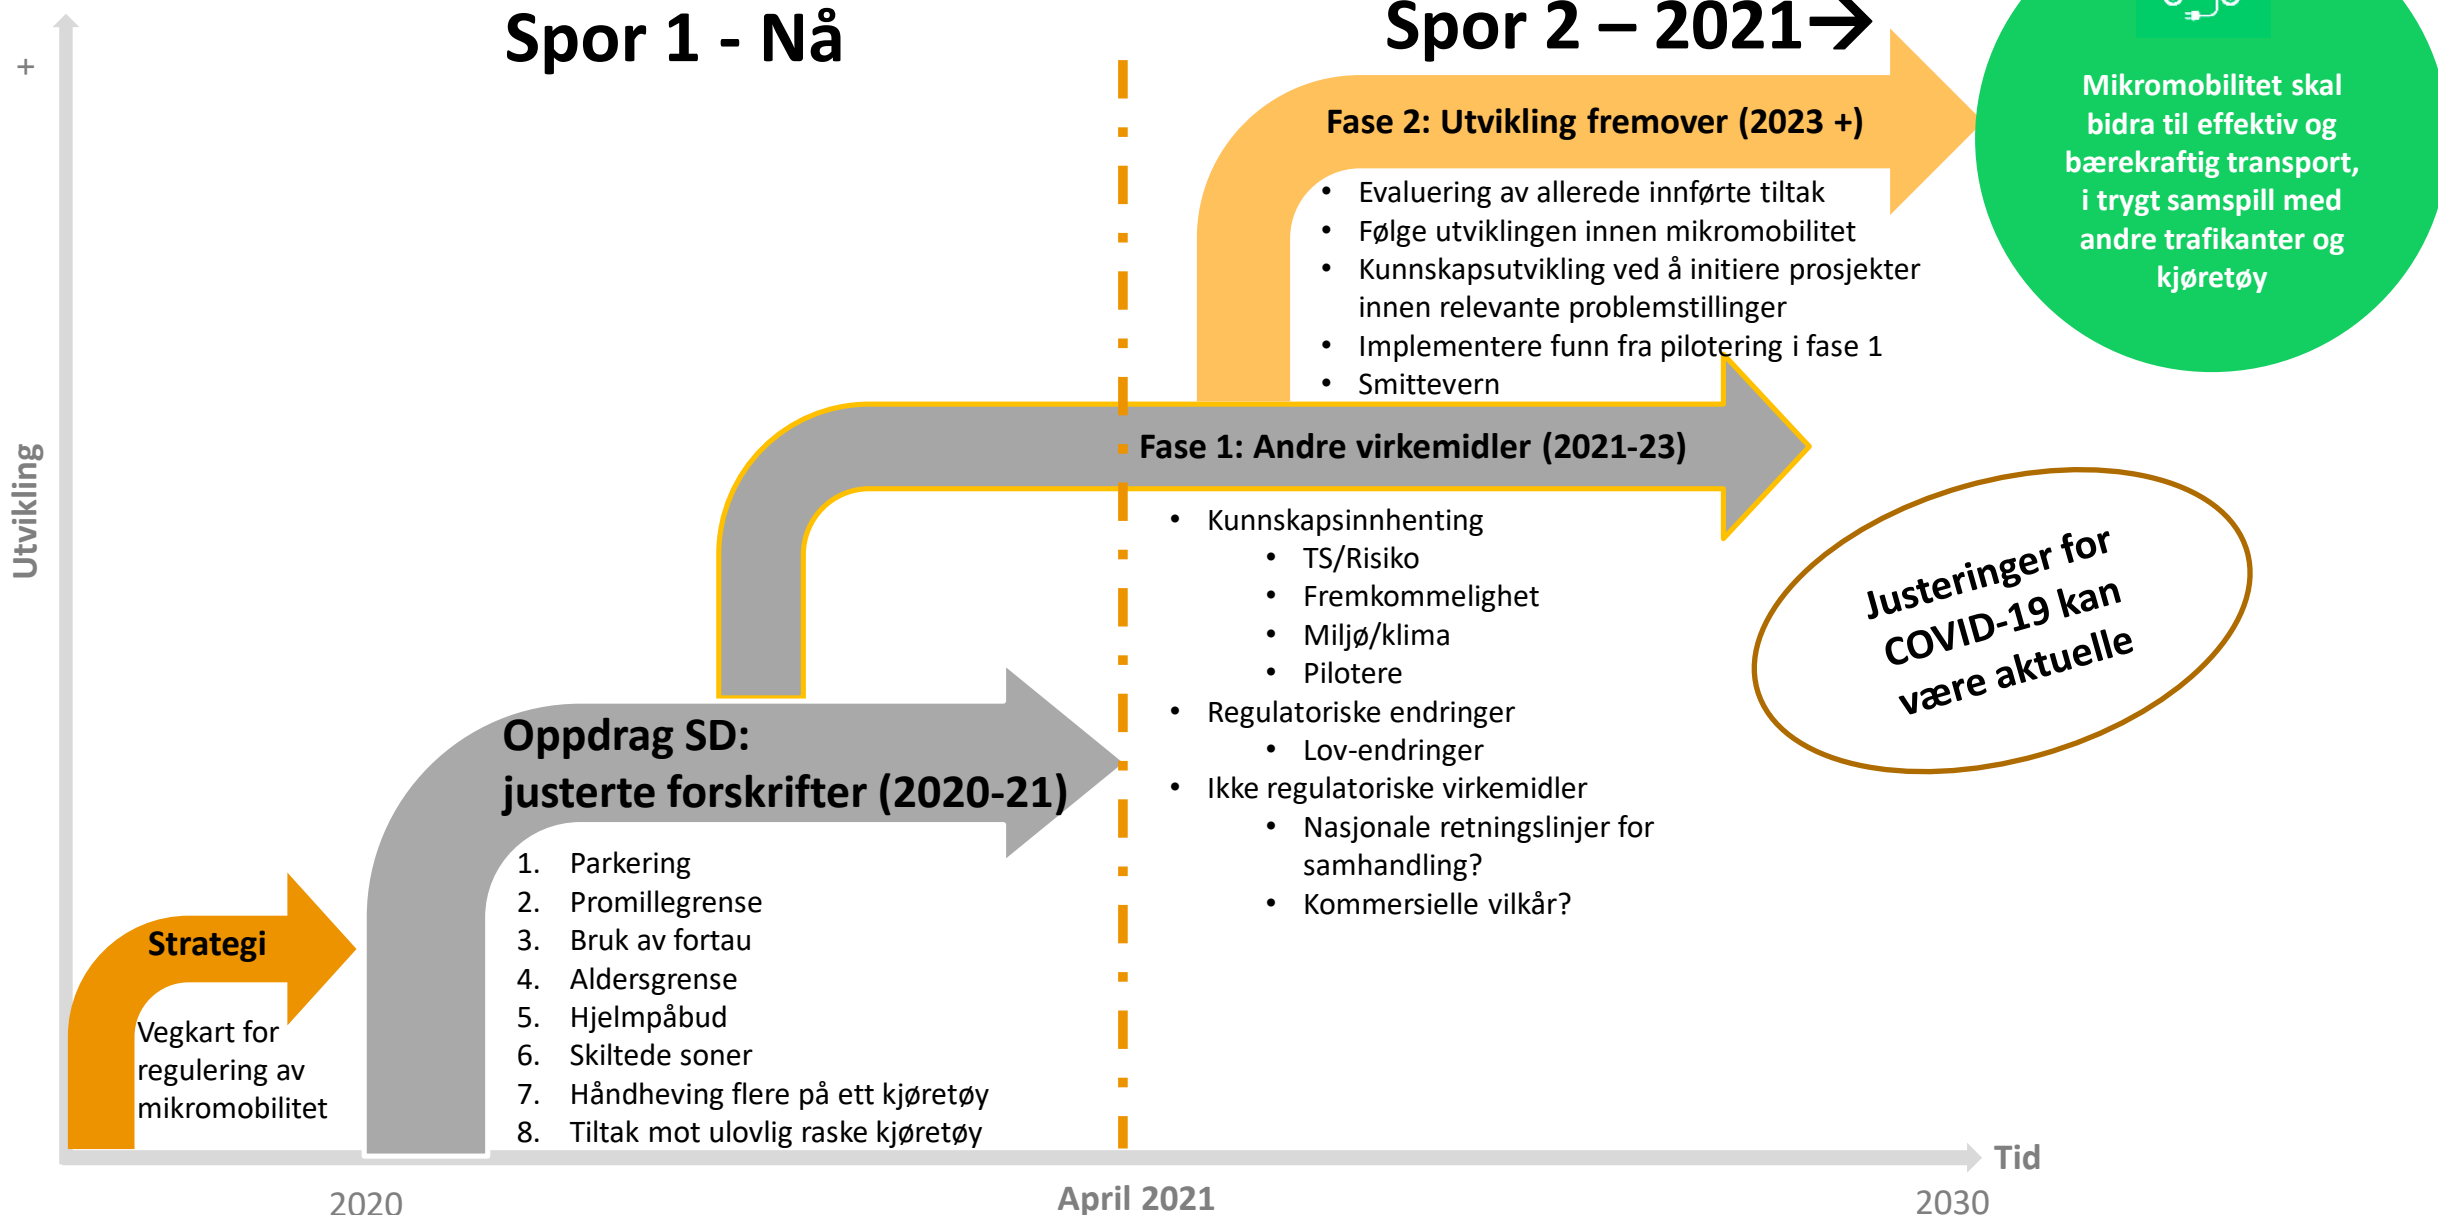 Spor 1 - Nå
Spor 2 – 2021→
+
Utvikling
Fase 2: Utvikling fremover (2023 +)
• Evaluering av allerede innførte tiltak
• Følge utviklingen innen mikromobilitet
• Kunnskapsutvikling ved å initiere prosjekter
innen relevante problemstillinger
• Implementere funn fra pilotering i fase 1
• Smittevern
Mikromobilitet skal
bidra til effektiv og
bærekraftig transport,
i trygt samspill med
andre trafikanter og
kjøretøy
Fase 1: Andre virkemidler (2021-23)
• Kunnskapsinnhenting
• TS/Risiko
• Fremkommelighet
• Miljø/klima
• Pilotere
• Regulatoriske endringer
• Lov-endringer
• Ikke regulatoriske virkemidler
• Nasjonale retningslinjer for
samhandling?
• Kommersielle vilkår?
Justeringer for
COVID-19 kan
være aktuelle
Oppdrag SD:
justerte forskrifter (2020-21)
1. Parkering
2. Promillegrense
3. Bruk av fortau
4. Aldersgrense
5. Hjelmpåbud
6. Skiltede soner
7. Håndheving flere på ett kjøretøy
8. Tiltak mot ulovlig raske kjøretøy
Strategi
Vegkart for
regulering av
mikromobilitet
Tid
2020
April 2021
2030